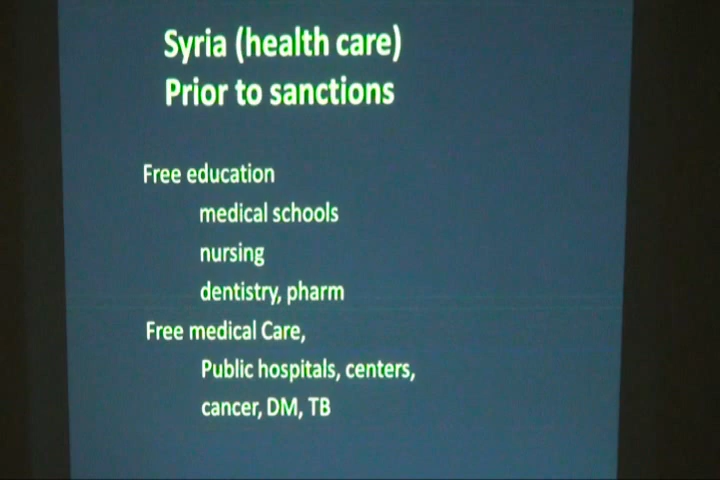 Syria (health care)
Prior to sanctions
Free education
medical schools
nursing
dentistry, pharm
Free medical Care,
Public hospitals, centers,
cancer, DM, TB